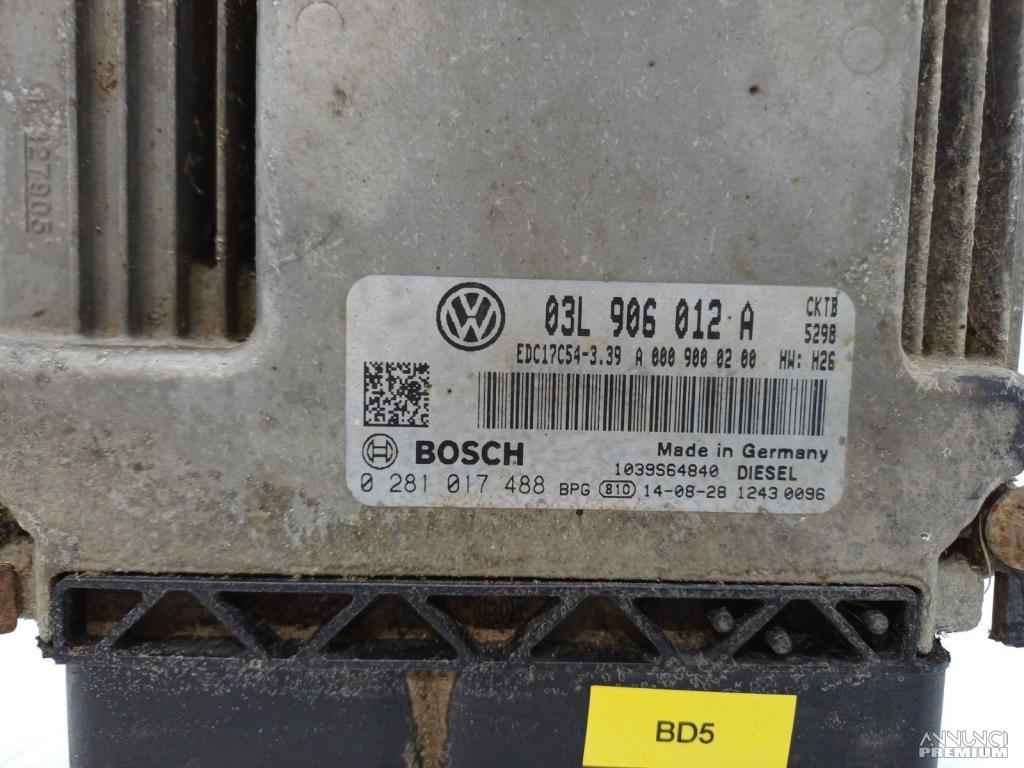 127905
03L 906 012 A
CKTB
5298
EDC17C54-3.39 A 000 900 02 00 HW: H26
BOSCH
Made in Germany
1039S64840 DIESEL
0 281 017 488 BPG 810 14-08-28 1243 0096
BD5
ANNUNCI
PREMIUM